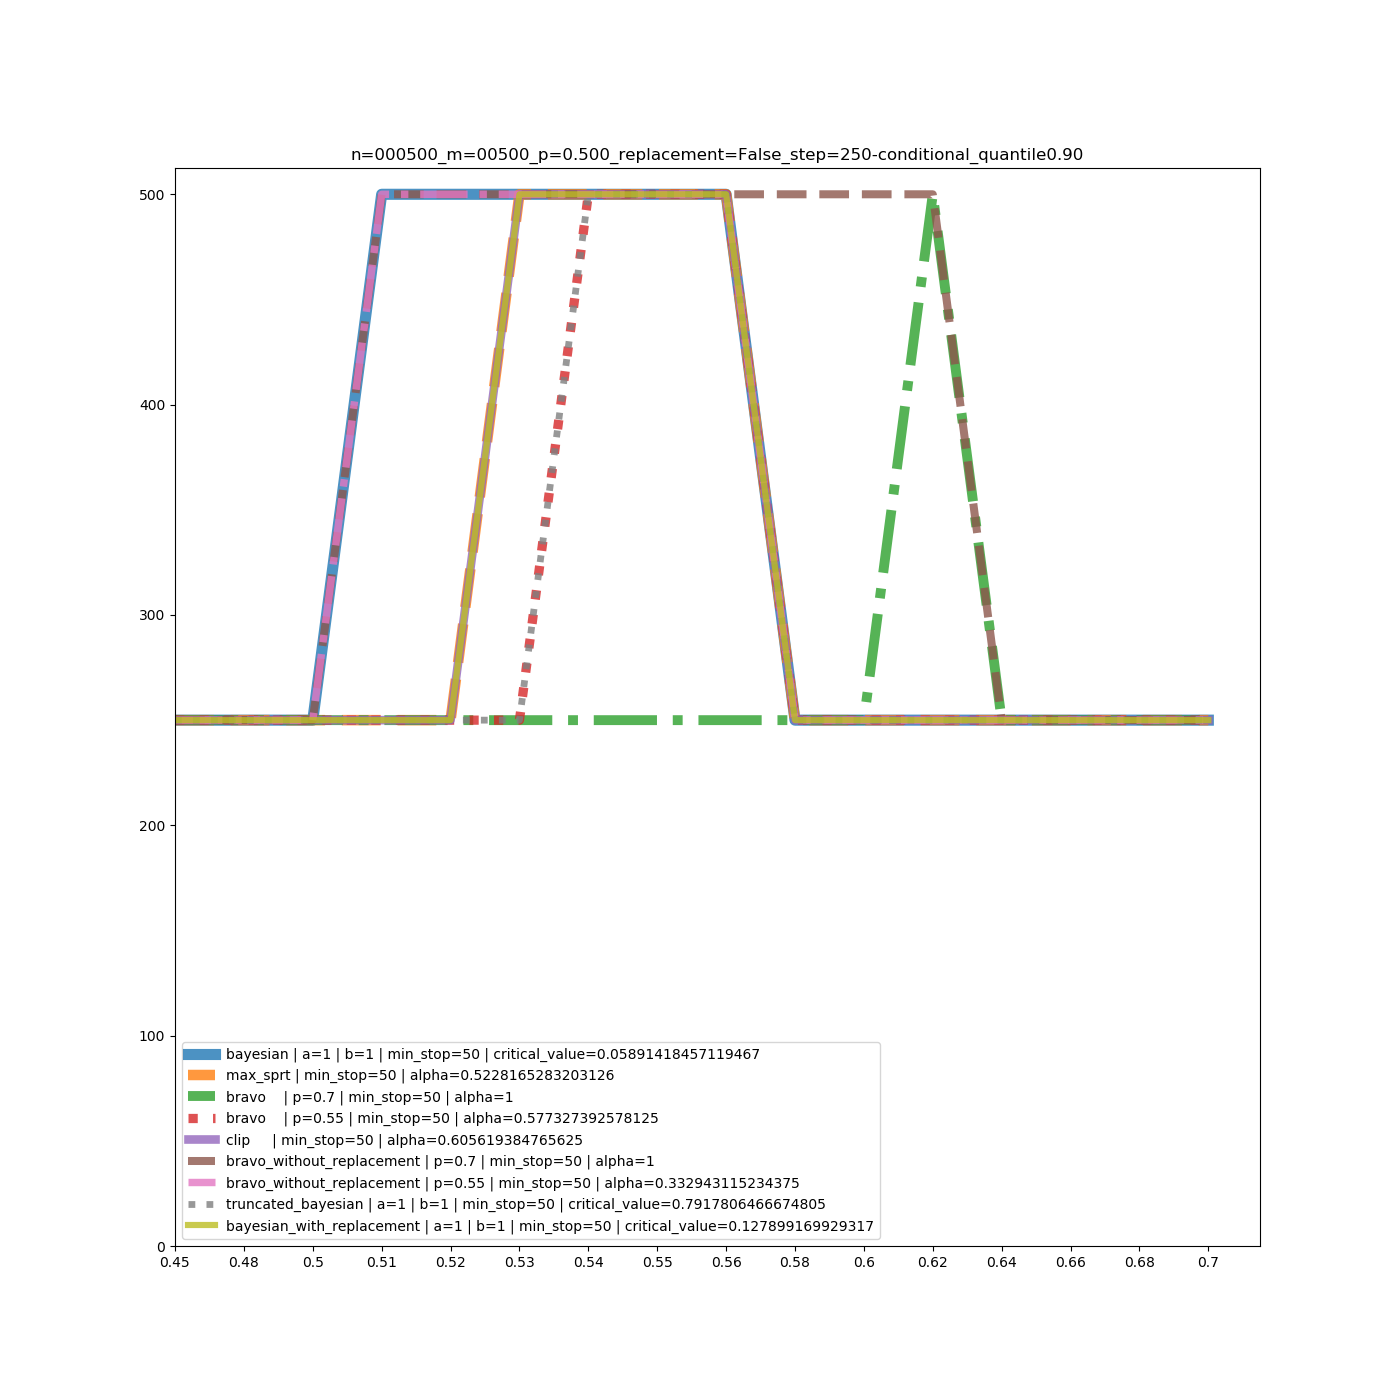 n=000500_m=00500_p=0.500_replacement=False_step=250-conditional_quantile0.90
500
400
300
200
100
0
bayesian | a=1 | b=1 | min_stop=50 | critical_value=0.05891418457119467
max_sprt | min_stop=50 | alpha=0.5228165283203126
bravo    | p=0.7 | min_stop=50 | alpha=1
bravo    | p=0.55 | min_stop=50 | alpha=0.577327392578125
clip     | min_stop=50 | alpha=0.605619384765625
bravo_without_replacement | p=0.7 | min_stop=50 | alpha=1
bravo_without_replacement | p=0.55 | min_stop=50 | alpha=0.332943115234375
truncated_bayesian | a=1 | b=1 | min_stop=50 | critical_value=0.7917806466674805
bayesian_with_replacement | a=1 | b=1 | min_stop=50 | critical_value=0.127899169929317
0.45 0.48 0.5 0.51 0.52 0.53 0.54 0.55 0.56 0.58 0.6 0.62 0.64 0.66 0.68 0.7